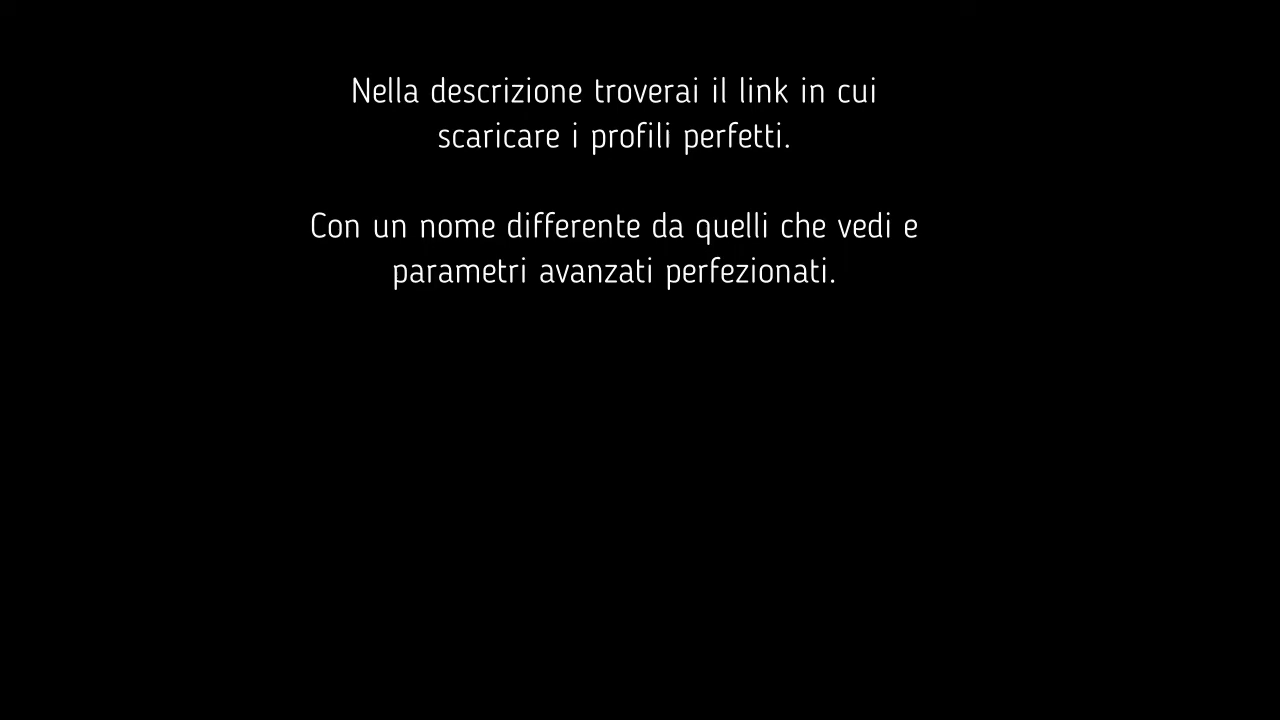 Nella descrizione troverai il link in cui
scaricare i profili perfetti.
Con un nome differente da quelli che vedi e
parametri avanzati perfezionati.